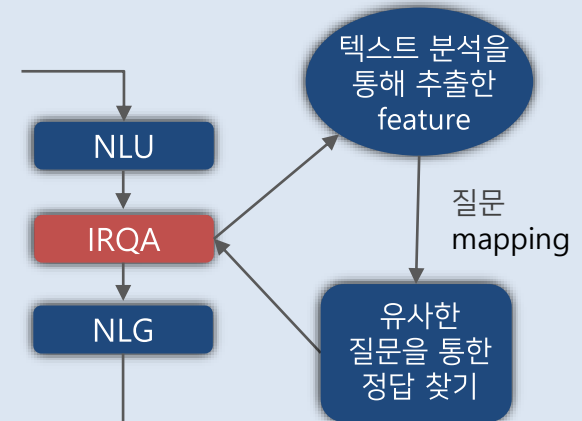 텍스트 분석을
통해 추출한
feature
NLU
질문
mapping
IRQA
NLG
유사한
질문을 통한
정답 찾기